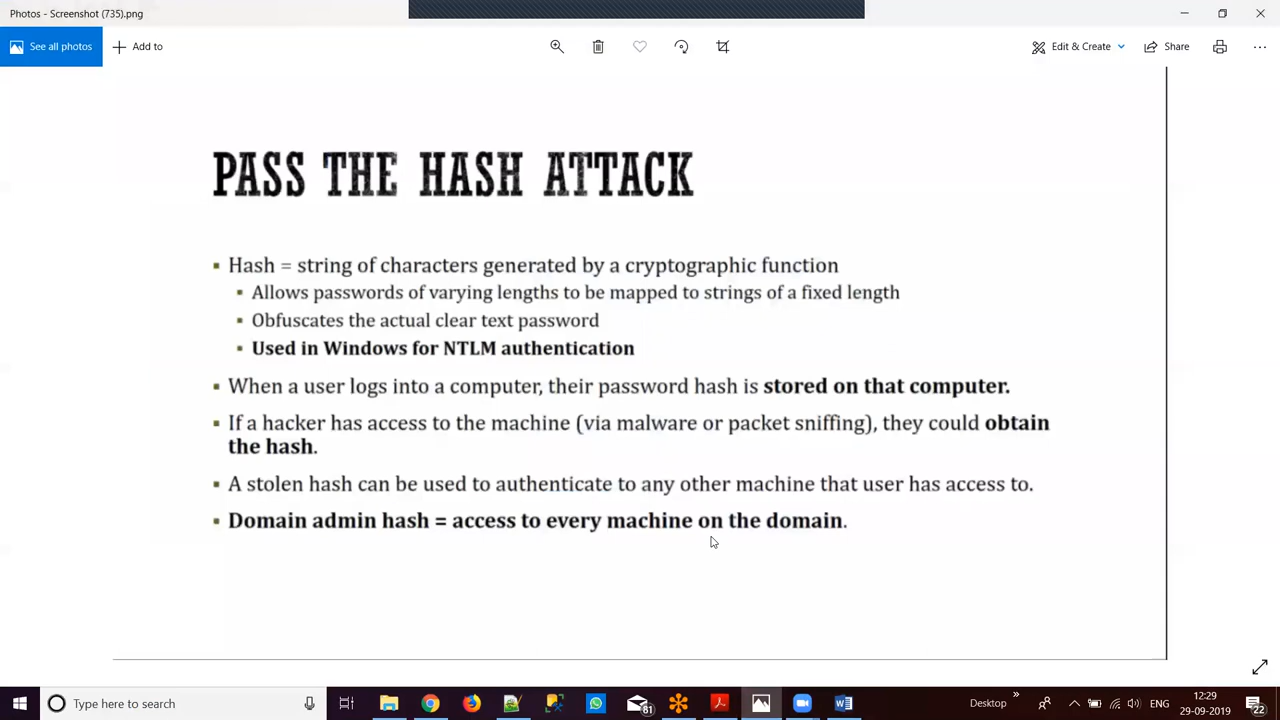 Photos - Screenshot (735).png
See all photos
Add to
Edit & Create
Share
PASS THE HASH ATTACK
▪ Hash = string of characters generated by a cryptographic function
▪ Allows passwords of varying lengths to be mapped to strings of a fixed length
▪ Obfuscates the actual clear text password
▪ Used in Windows for NTLM authentication
▪ When a user logs into a computer, their password hash is stored on that computer.
▪ If a hacker has access to the machine (via malware or packet sniffing), they could obtain
the hash.
▪ A stolen hash can be used to authenticate to any other machine that user has access to.
▪ Domain admin hash = access to every machine on the domain.
Type here to search
61
Desktop
ENG
12:29
29-09-2019
22